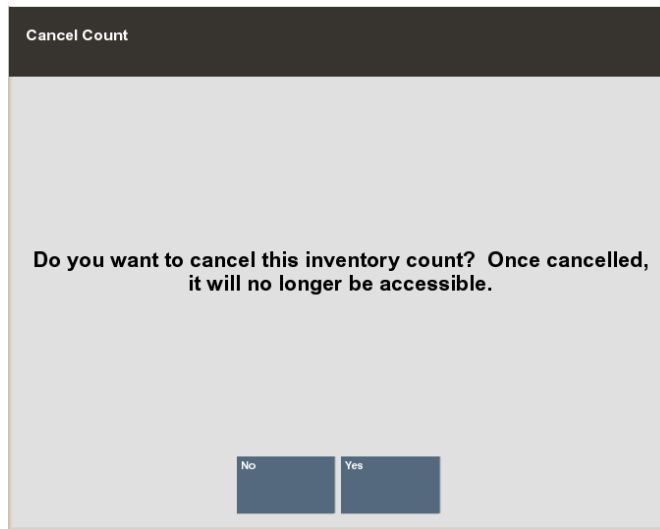 Cancel Count
Do you want to cancel this inventory count?  Once cancelled,
it will no longer be accessible.
No
Yes